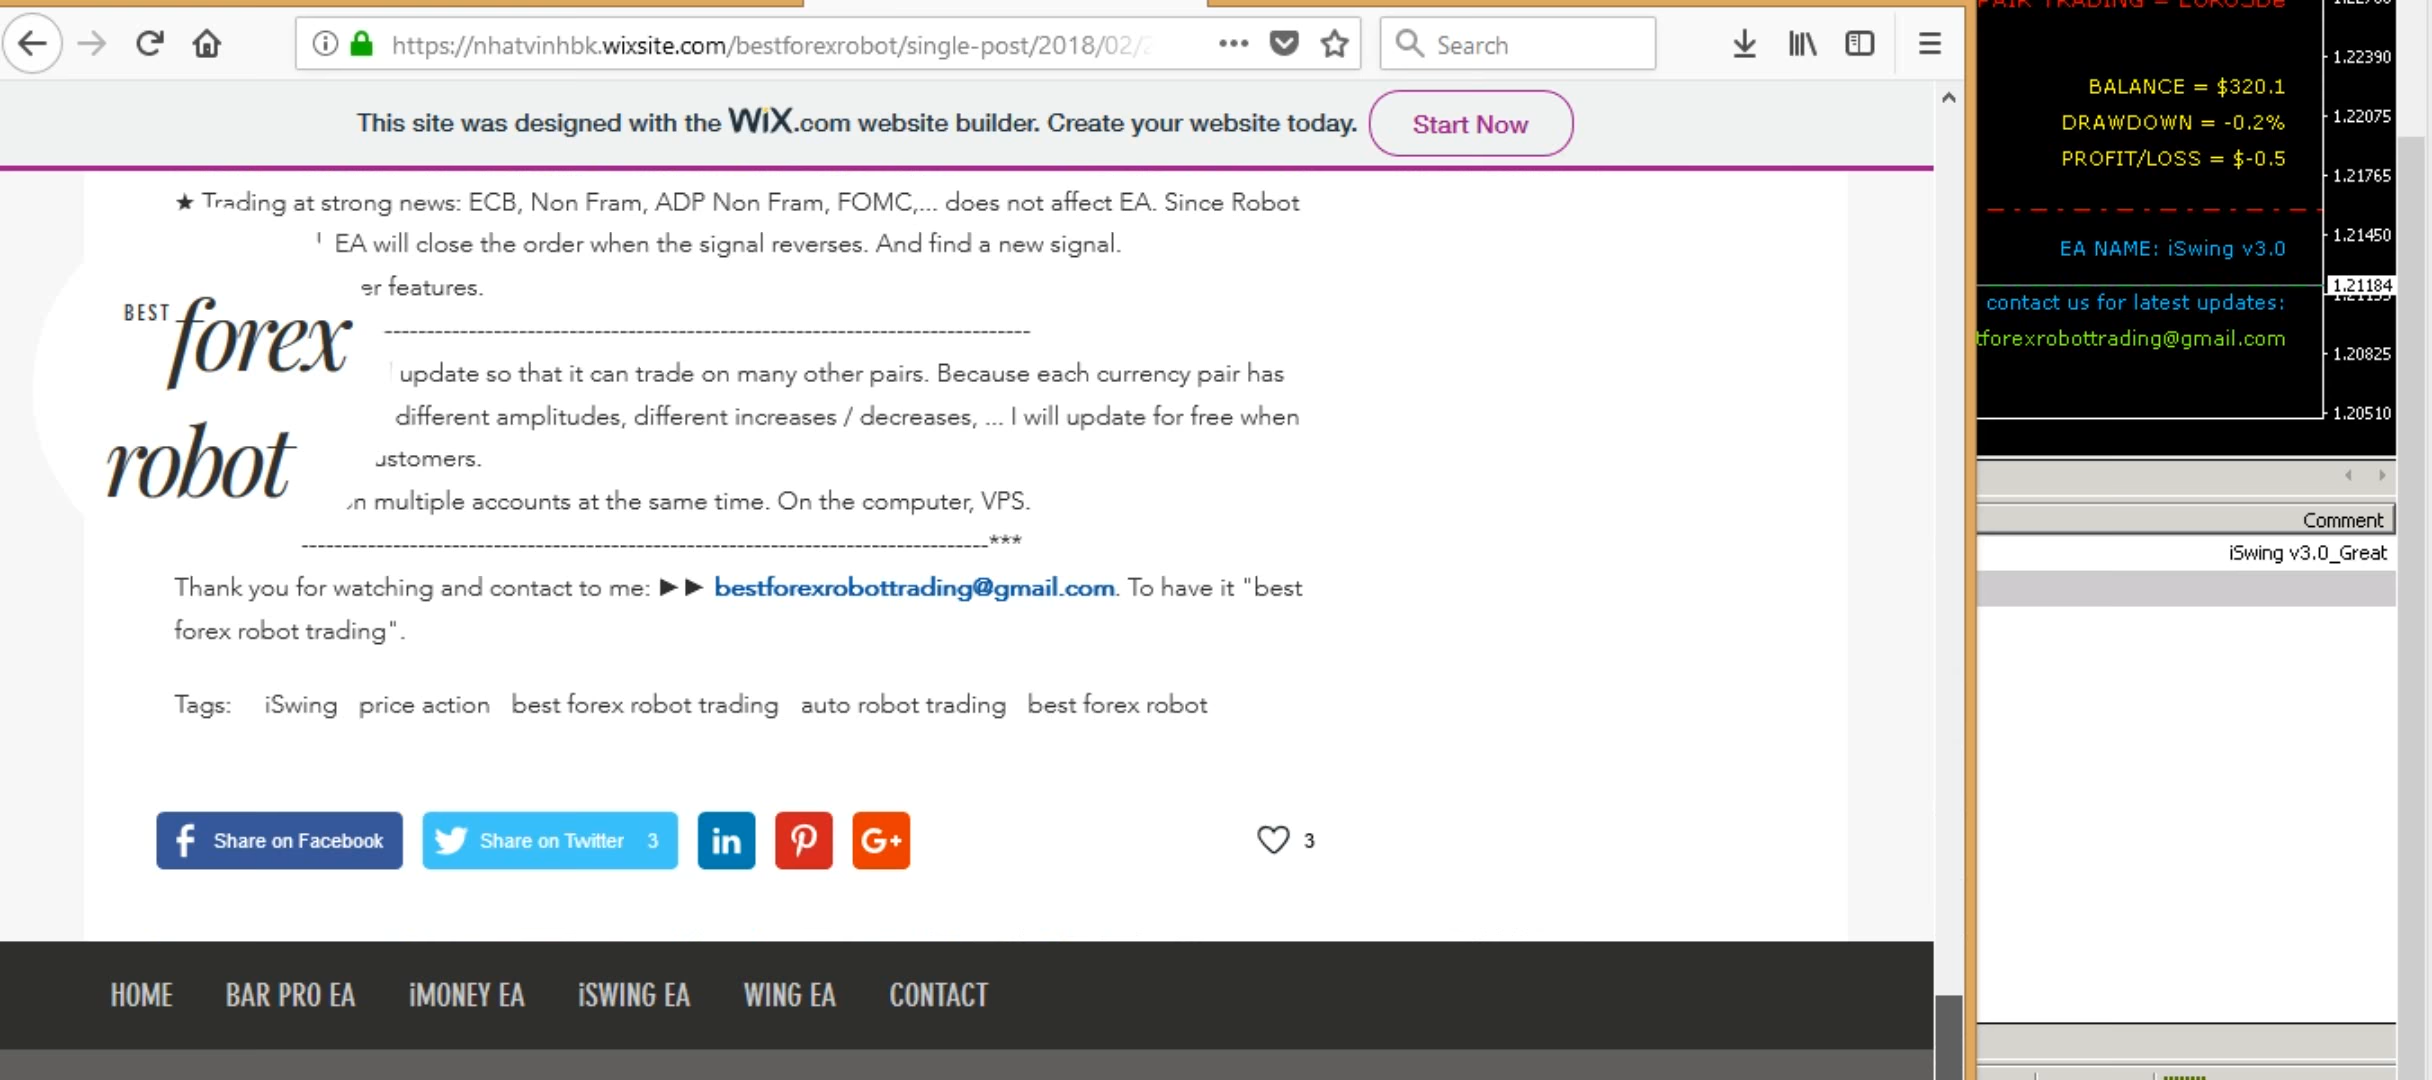 https://nhatvinhbk.wixsite.com/bestforexrobot/single-post/2018/02/
Search
This site was designed with the WiX.com website builder. Create your website today.
Start Now
★ Trading at strong news: ECB, Non Fram, ADP Non Fram, FOMC,... does not affect EA. Since Robot
EA will close the order when the signal reverses. And find a new signal.
er features.
BEST
forex
robot
update so that it can trade on many other pairs. Because each currency pair has
different amplitudes, different increases / decreases, ... I will update for free when
customers.
on multiple accounts at the same time. On the computer, VPS.
--------------------------------------------------------------------------------------***
Thank you for watching and contact to me: ►► bestforexrobottrading@gmail.com. To have it "best
forex robot trading".
Tags: iSwing price action best forex robot trading auto robot trading best forex robot
Share on Facebook
Share on Twitter 3
in
G+
3
HOME BAR PRO EA iMONEY EA iSWING EA WING EA CONTACT
PAIR TRADING =
BALANCE = $320.1
DRAWDOWN = -0.2%
PROFIT/LOSS = $-0.5
EA NAME: iSwing v3.0
contact us for latest updates:
tforexrobottrading@gmail.com
1.22390
1.22075
1.21765
1.21450
1.21184
1.20825
1.20510
Comment
iSwing v3.0_Great